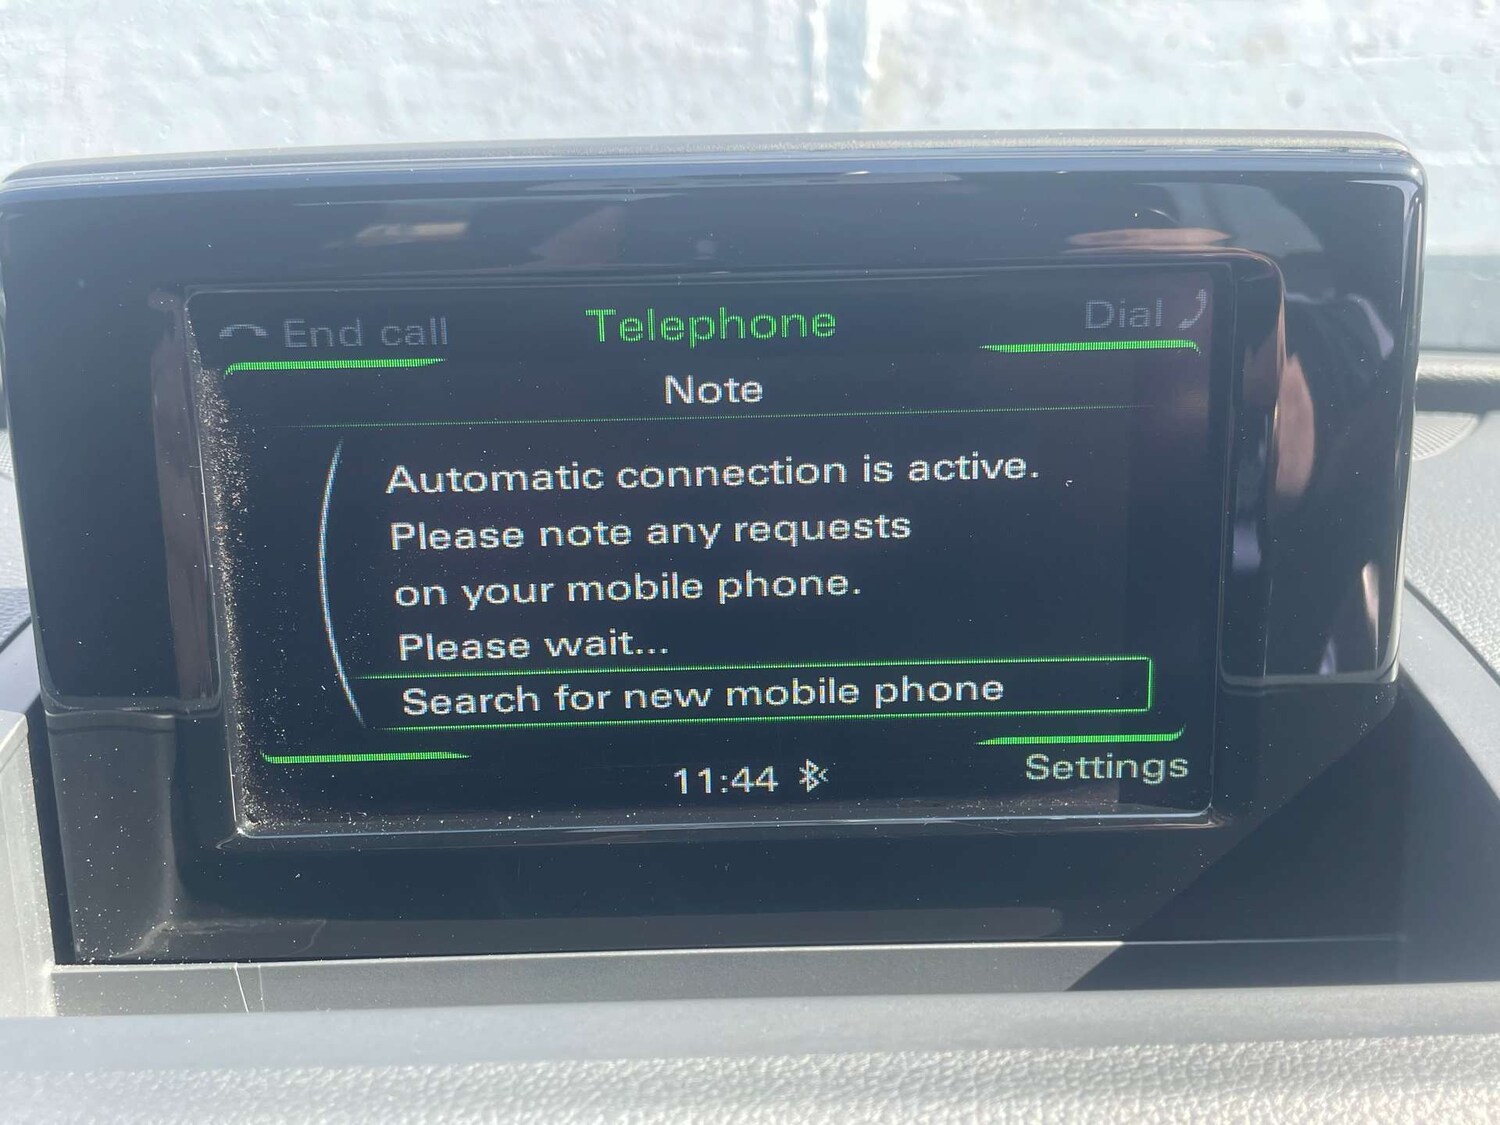 End call
Telephone
Dial
Note
Automatic connection is active.
Please note any requests
on your mobile phone.
Please wait...
Search for new mobile phone
11:44
Settings